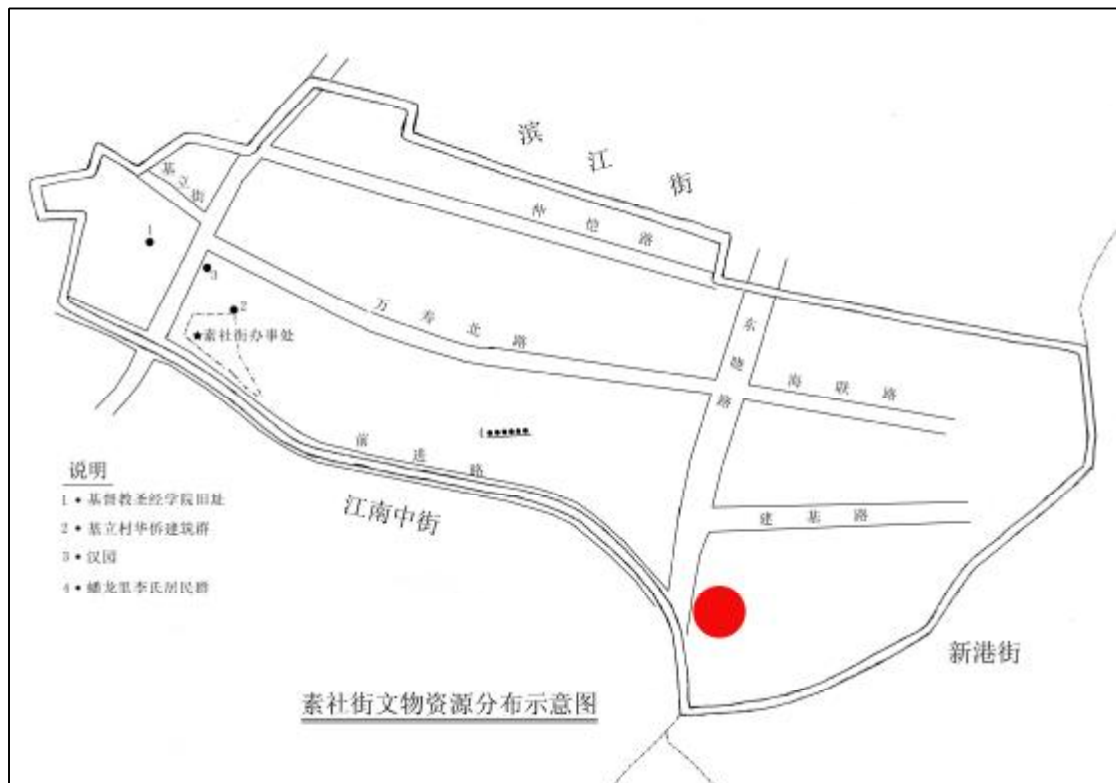 滨江街
基立街
仲恺路
1
3
2
★素社街办事处
万寿北路
东晓路
海联路
前进路
江南中街
建基路
新港街
说明
1 • 基督教圣经学院旧址
2 • 基立村华侨建筑群
3 • 汉园
4 • 蟠龙里李氏居民群
素社街文物资源分布示意图